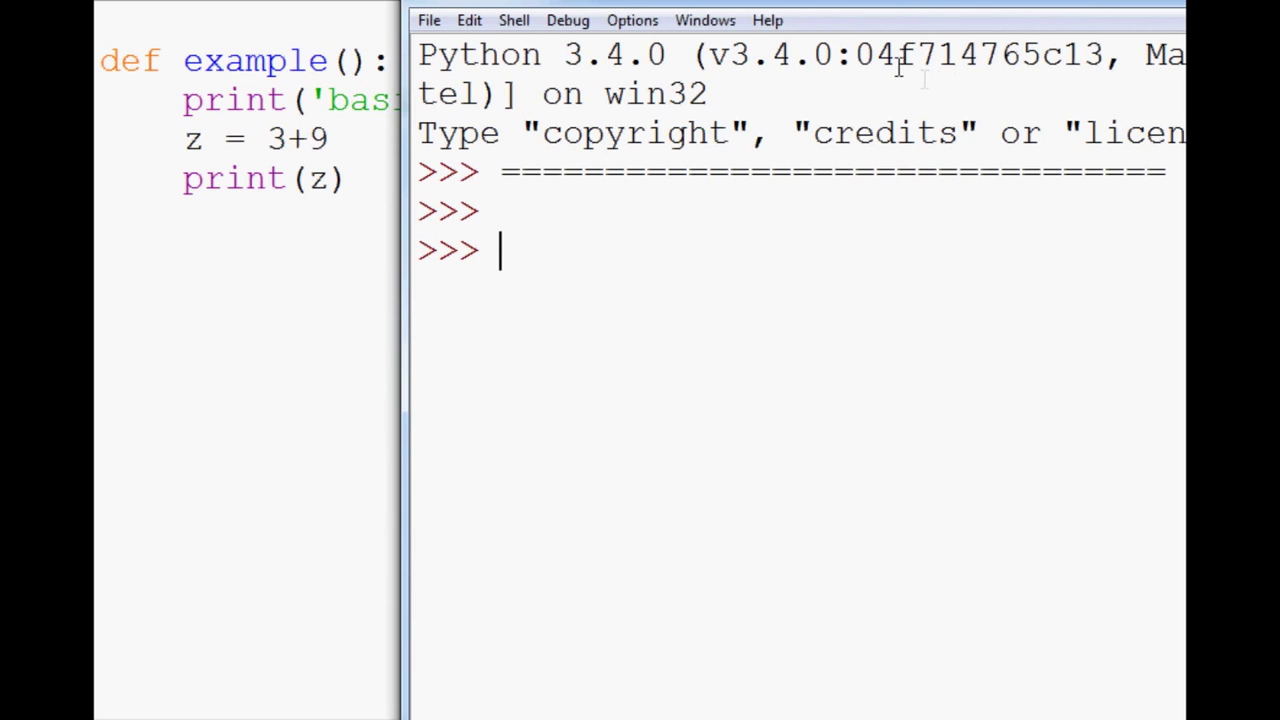 def example():
print('basi
z = 3+9
print(z)
File Edit Shell Debug Options Windows Help
Python 3.4.0 (v3.4.0:04f714765c13, Ma
tel)] on win32
Type "copyright", "credits" or "licen
>>> ================================
>>>
>>>